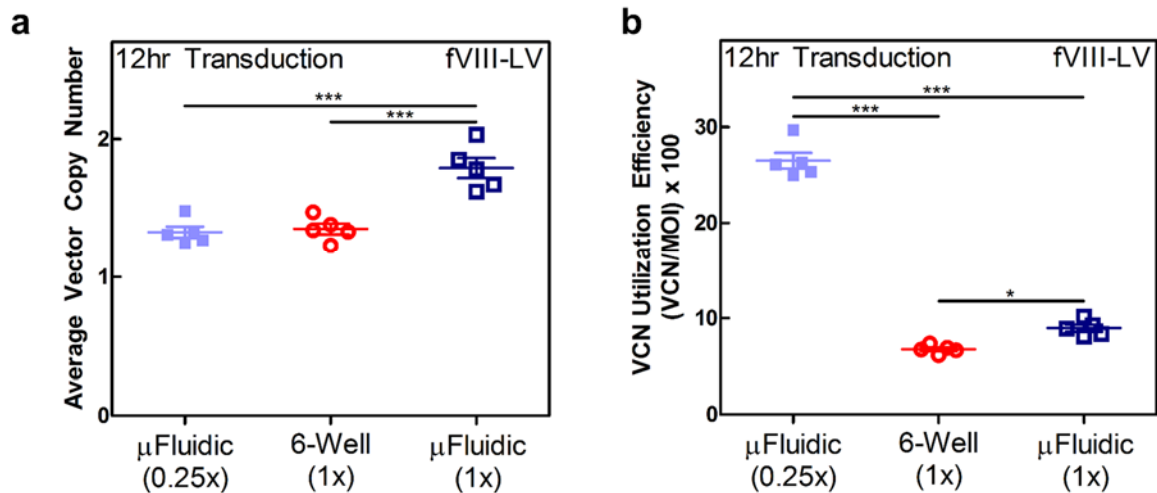 a
12hr Transduction fVIII-LV
***
***
Average Vector Copy Number
2
1
0
μFluidic (0.25x)
6-Well (1x)
μFluidic (1x)
b
12hr Transduction fVIII-LV
***
***
*
VCN Utilization Efficiency
(VCN/MOI) x 100
30
20
10
0
μFluidic (0.25x)
6-Well (1x)
μFluidic (1x)